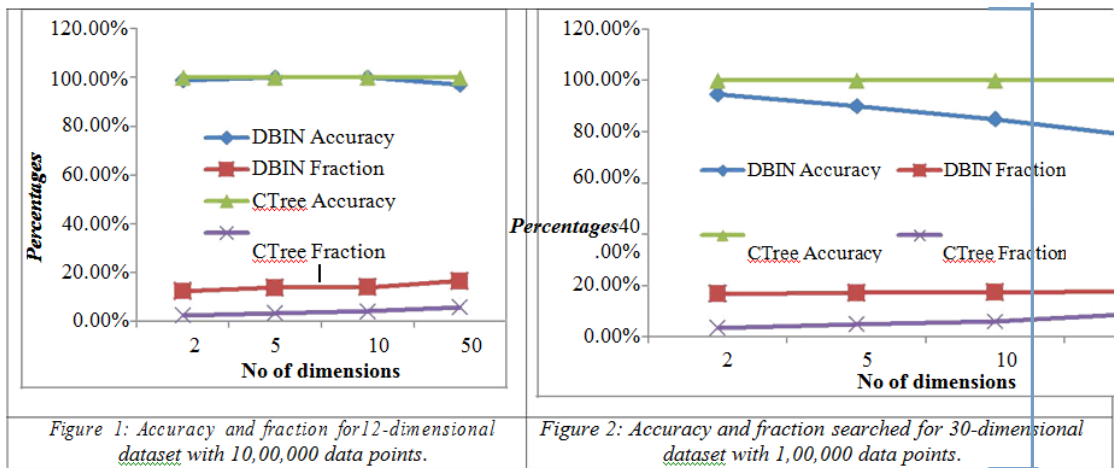 120.00%
100.00%
80.00%
60.00%
40.00%
20.00%
0.00%
Percentages
DBIN Accuracy
DBIN Fraction
CTree Accuracy
CTree Fraction
2 5 10 50
No of dimensions
Figure 1: Accuracy and fraction for12-dimensional
dataset with 10,00,000 data points.
120.00%
100.00%
80.00%
60.00%
Percentages40
.00%
20.00%
0.00%
DBIN Accuracy DBIN Fraction
CTree Accuracy CTree Fraction
2 5 10
No of dimensions
Figure 2: Accuracy and fraction searched for 30-dimensional
dataset with 1,00,000 data points.